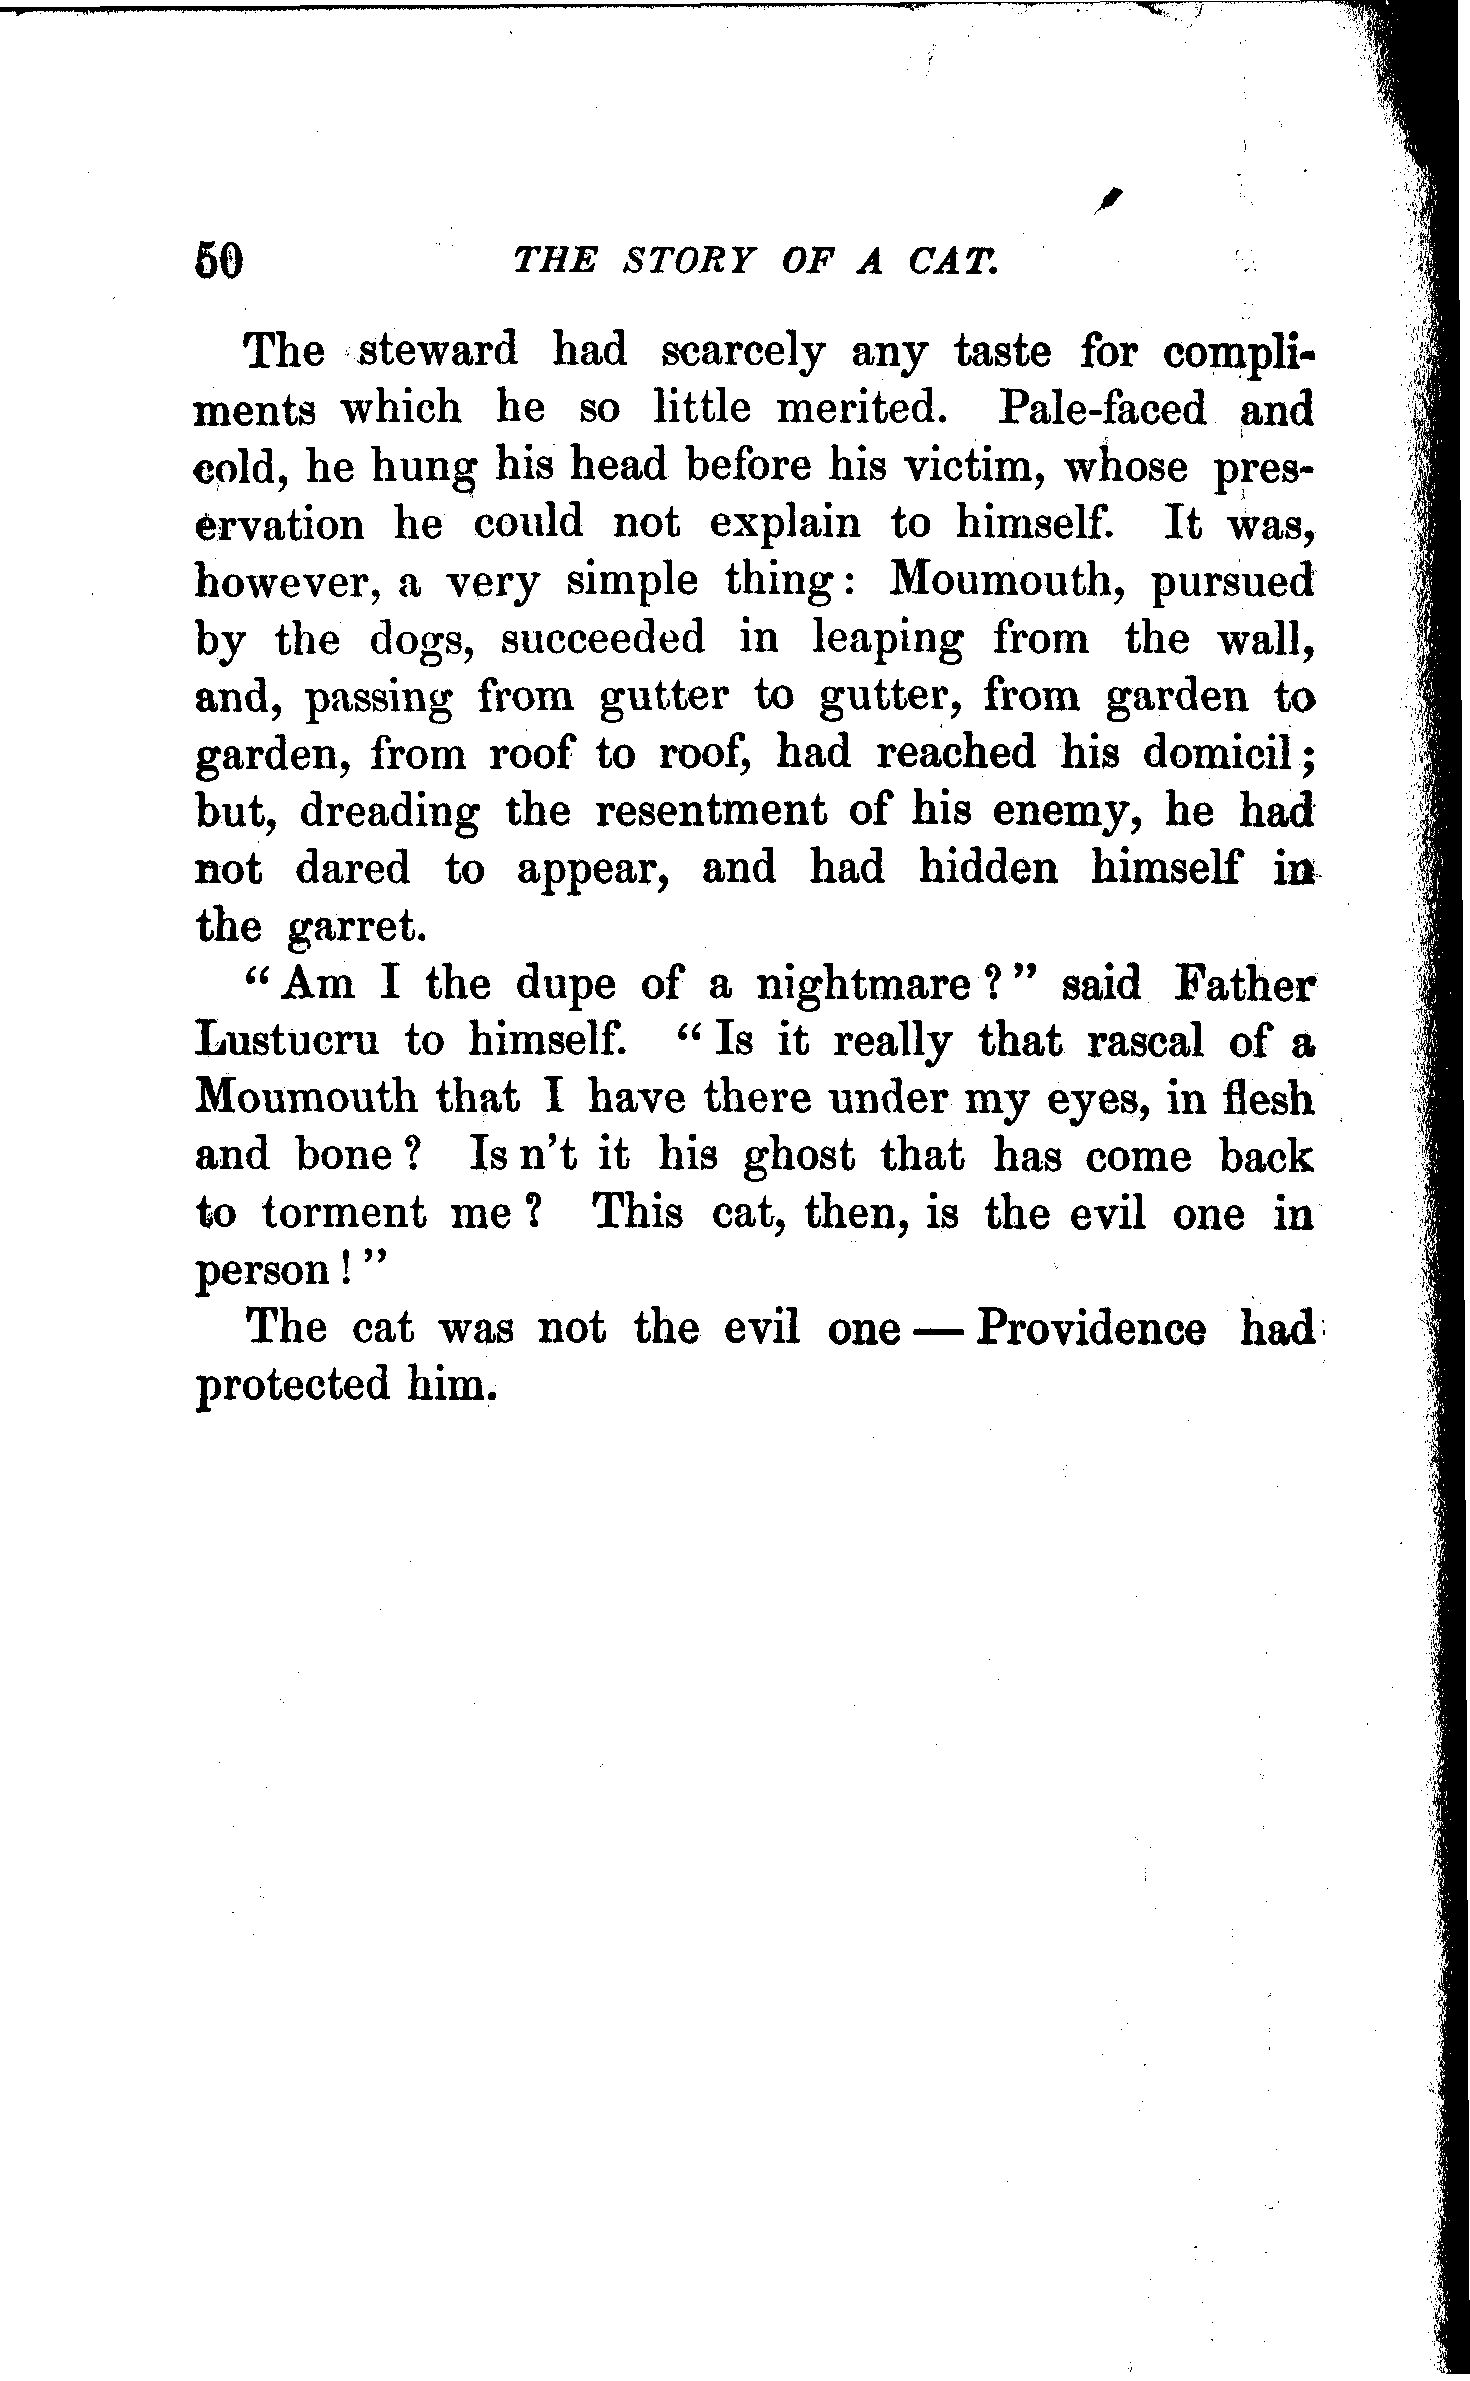 50 THE STORY OF A CAT.
The steward had scarcely any taste for compli-
ments which he so little merited. Pale-faced and
cold, he hung his head before his victim, whose pres-
ervation he could not explain to himself. It was,
however, a very simple thing: Moumouth, pursued
by the dogs, succeeded in leaping from the wall,
and, passing from gutter to gutter, from garden to
garden, from roof to roof, had reached his domicil;
but, dreading the resentment of his enemy, he had
not dared to appear, and had hidden himself in
the garret.
"Am I the dupe of a nightmare?" said Father
Lustucru to himself. "Is it really that rascal of a
Moumouth that I have there under my eyes, in flesh
and bone? Is n't it his ghost that has come back
to torment me? This cat, then, is the evil one in
person!"
The cat was not the evil one — Providence had
protected him.